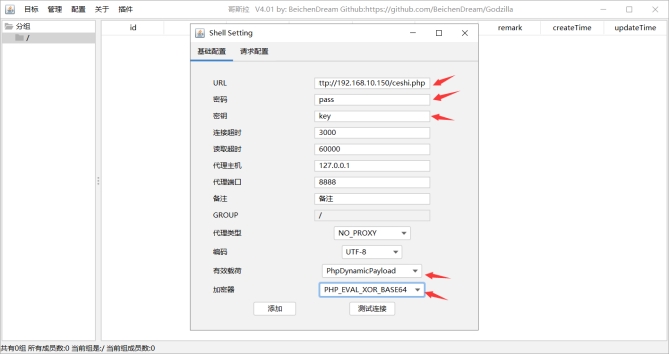 目标 管理 配置 关于 插件 哥斯拉 V4.01 by: BeichenDream Github:https://github.com/BeichenDream/Godzilla
分组
/
id remark createTime updateTime
Shell Setting
基础配置 请求配置
URL ttp://192.168.10.150/ceshi.php
密码 pass
密钥 key
连接超时 3000
读取超时 60000
代理主机 127.0.0.1
代理端口 8888
备注 备注
GROUP /
代理类型 NO_PROXY
编码 UTF-8
有效载荷 PhpDynamicPayload
加密器 PHP_EVAL_XOR_BASE64
添加 测试连接
共有0组 所有成员数:0 当前组是:/ 当前组成员数:0